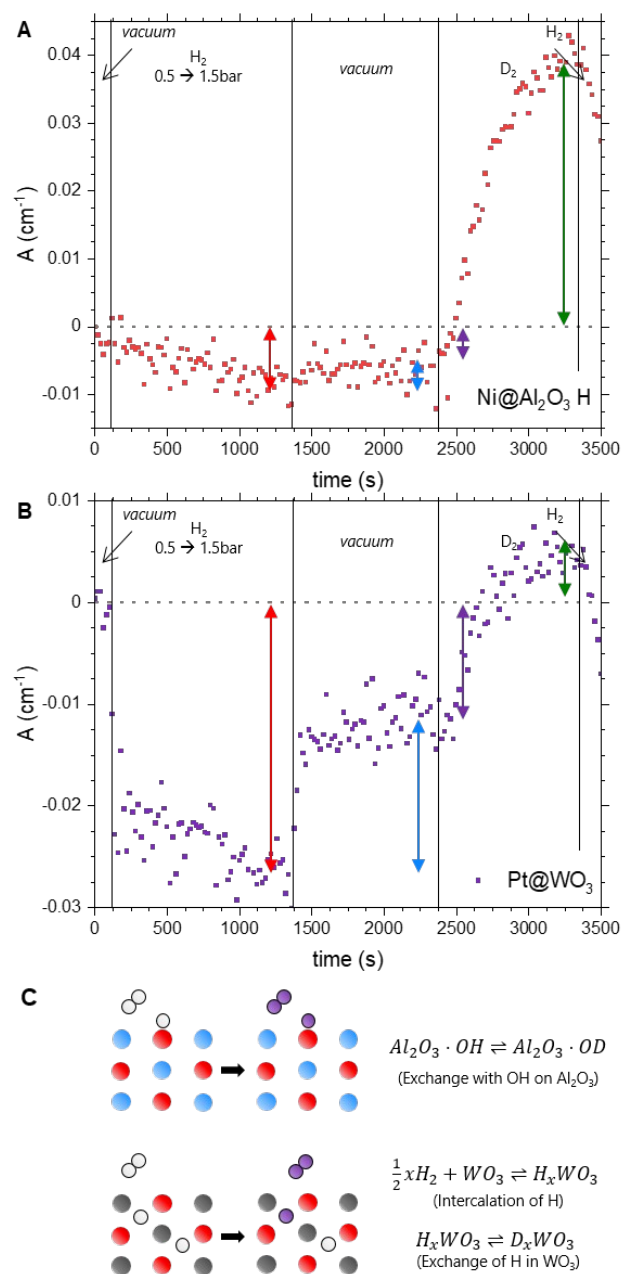 A
vacuum
H₂
0.5 → 1.5bar
vacuum
D₂
H₂
A (cm⁻¹)
0.04
0.03
0.02
0.01
0
-0.01
Ni@Al₂O₃ H
0 500 1000 1500 2000 2500 3000 3500
time (s)
B
vacuum
H₂
0.5 → 1.5bar
vacuum
D₂
H₂
A (cm⁻¹)
0.01
0
-0.01
-0.02
-0.03
Pt@WO₃
0 500 1000 1500 2000 2500 3000 3500
time (s)
C
Al₂O₃ · OH ⇌ Al₂O₃ · OD
(Exchange with OH on Al₂O₃)
½xH₂ + WO₃ ⇌ HₓWO₃
(Intercalation of H)
HₓWO₃ ⇌ DₓWO₃
(Exchange of H in WO₃)